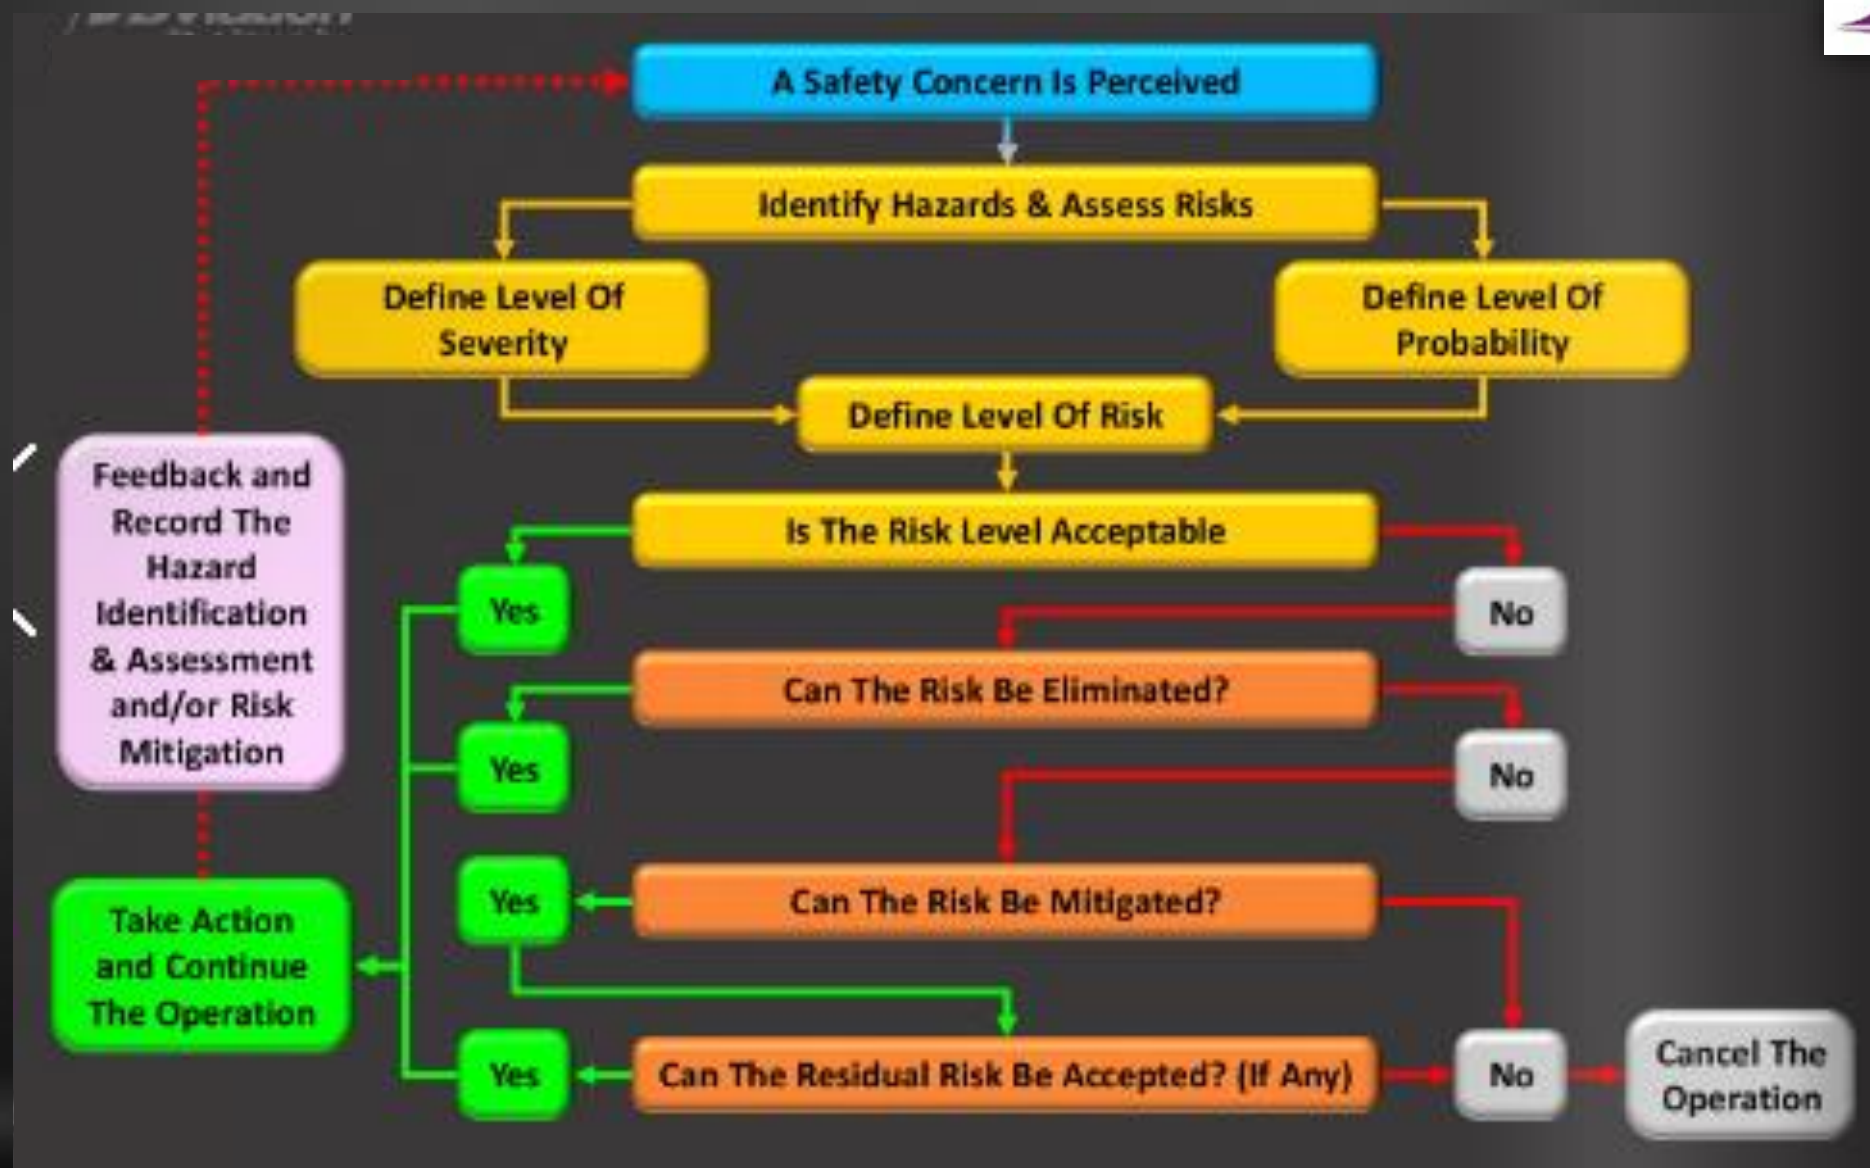 A Safety Concern Is Perceived
Identify Hazards & Assess Risks
Define Level Of
Severity
Define Level Of
Probability
Define Level Of Risk
Is The Risk Level Acceptable
Yes
No
Can The Risk Be Eliminated?
Yes
No
Can The Risk Be Mitigated?
Yes
Can The Residual Risk Be Accepted? (If Any)
Yes
No
Cancel The
Operation
Take Action
and Continue
The Operation
Feedback and
Record The
Hazard
Identification
& Assessment
and/or Risk
Mitigation